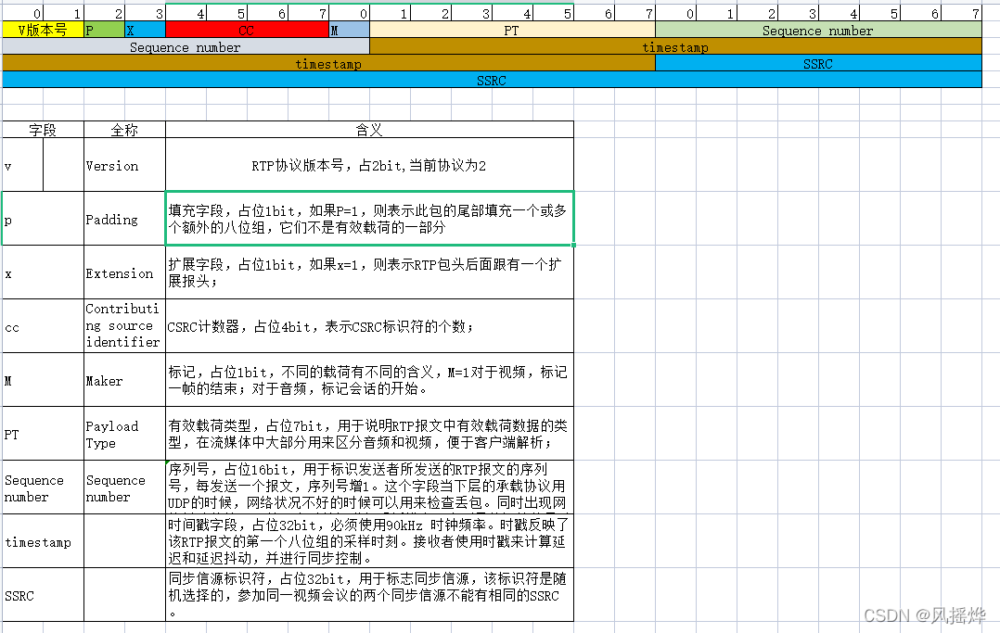 0 1 2 3 4 5 6 7 0 1 2 3 4 5 6 7 0 1 2 3 4 5 6 7
V版本号 P X CC M PT Sequence number
Sequence number timestamp
timestamp SSRC
SSRC
字段 全称 含义
v Version RTP协议版本号，占2bit,当前协议为2
p Padding 填充字段，占位1bit，如果P=1，则表示此包的尾部填充一个或多
个额外的八位组，它们不是有效载荷的一部分
x Extension 扩展字段，占位1bit，如果x=1，则表示RTP包头后面跟有一个扩
展报头；
cc Contributi
ng source
identifier
CSRC计数器，占位4bit，表示CSRC标识符的个数；
M Maker 标记，占位1bit，不同的载荷有不同的含义，M=1对于视频，标记
一帧的结束；对于音频，标记会话的开始。
PT Payload
Type
有效载荷类型，占位7bit，用于说明RTP报文中有效载荷数据的类
型，在流媒体中大部分用来区分音频和视频，便于客户端解析；
Sequence
number
Sequence
number
序列号，占位16bit，用于标识发送者所发送的RTP报文的序列
号，每发送一个报文，序列号增1。这个字段当下层的承载协议用
UDP的时候，网络状况不好的时候可以用来检查丢包。同时出现网
timestamp
时间戳字段，占位32bit，必须使用90kHz 时钟频率。时戳反映了
该RTP报文的第一个八位组的采样时刻。接收者使用时戳来计算延
迟和延迟抖动，并进行同步控制。
SSRC
同步信源标识符，占位32bit，用于标志同步信源，该标识符是随
机选择的，参加同一视频会议的两个同步信源不能有相同的SSRC
。
CSDN @风摇烨